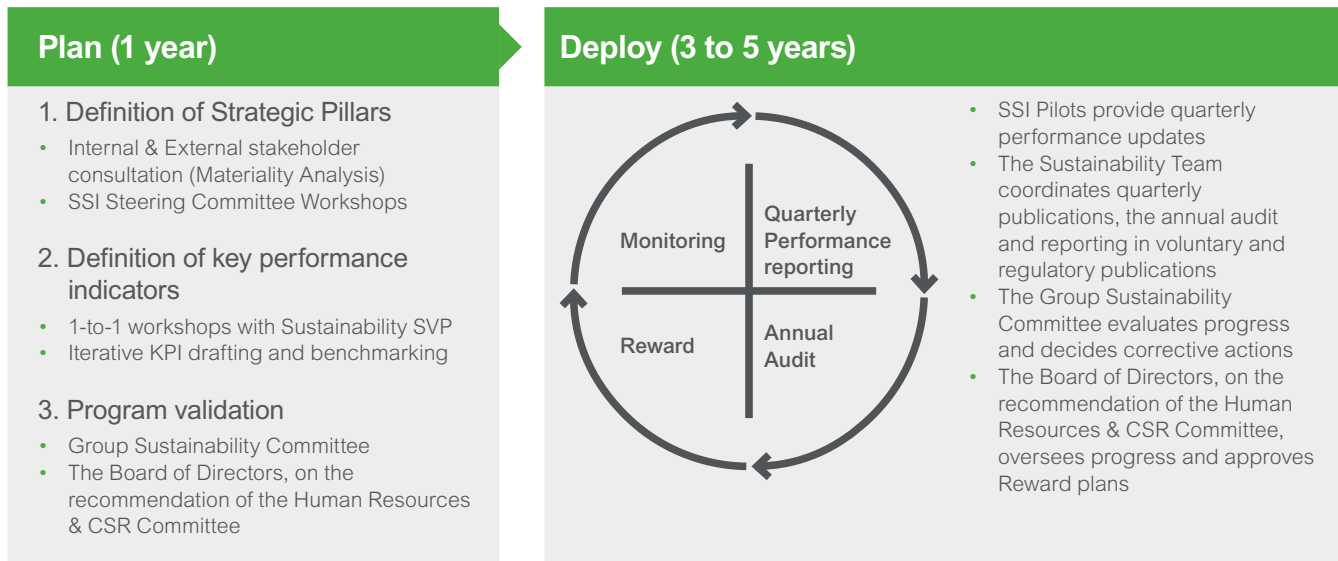 Plan (1 year)
1. Definition of Strategic Pillars
• Internal & External stakeholder
consultation (Materiality Analysis)
• SSI Steering Committee Workshops
2. Definition of key performance
indicators
• 1-to-1 workshops with Sustainability SVP
• Iterative KPI drafting and benchmarking
3. Program validation
• Group Sustainability Committee
• The Board of Directors, on the
recommendation of the Human Resources
& CSR Committee
Deploy (3 to 5 years)
Monitoring
Quarterly
Performance
reporting
Reward
Annual
Audit
• SSI Pilots provide quarterly
performance updates
• The Sustainability Team
coordinates quarterly
publications, the annual audit
and reporting in voluntary and
regulatory publications
• The Group Sustainability
Committee evaluates progress
and decides corrective actions
• The Board of Directors, on the
recommendation of the Human
Resources & CSR Committee,
oversees progress and approves
Reward plans